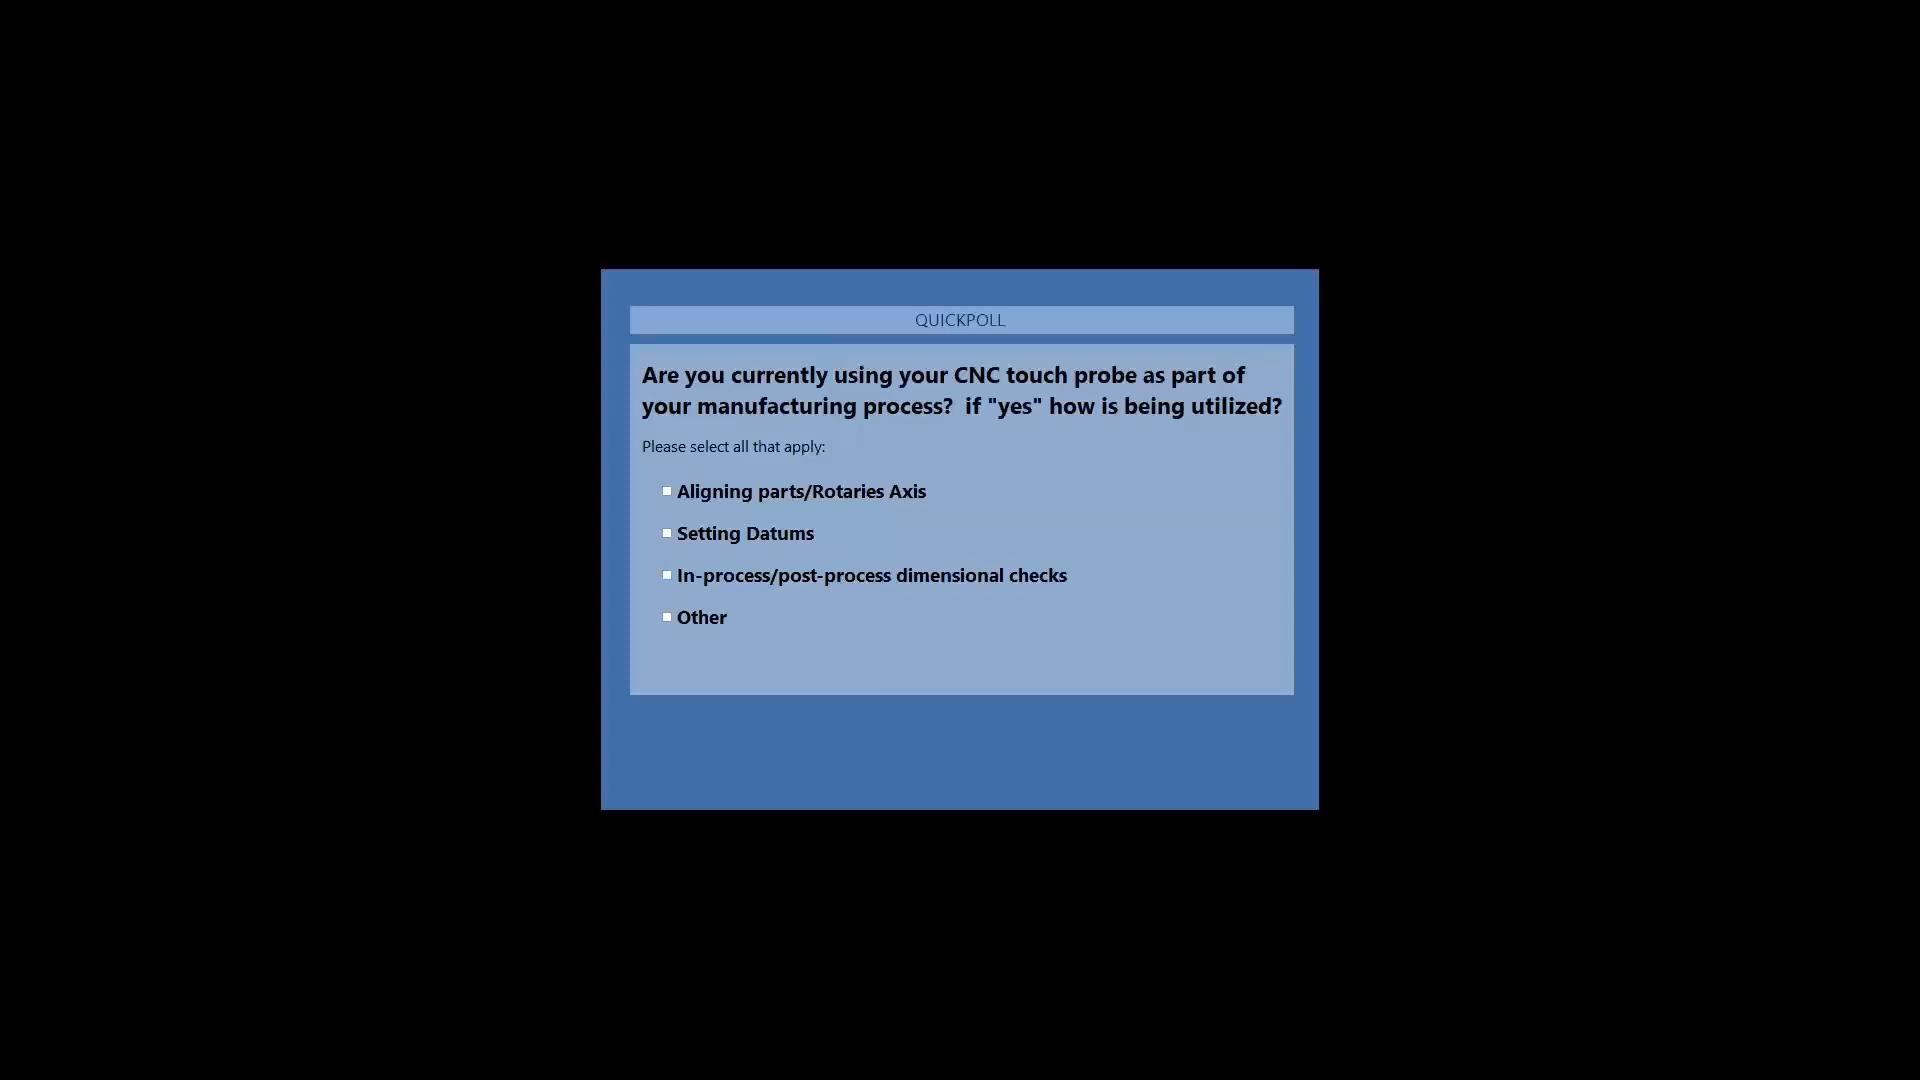 QUICKPOLL
Are you currently using your CNC touch probe as part of
your manufacturing process?  if "yes" how is being utilized?
Please select all that apply:
Aligning parts/Rotaries Axis
Setting Datums
In-process/post-process dimensional checks
Other